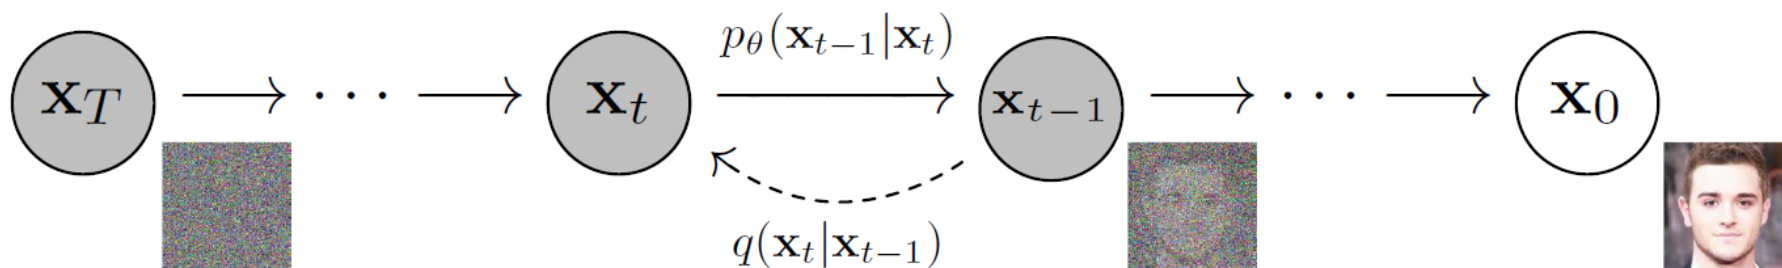 p_θ(x_{t−1}|x_t)
x_T ⟶ ··· ⟶ x_t ⟶ x_{t−1} ⟶ ··· ⟶ x_0
q(x_t|x_{t−1})